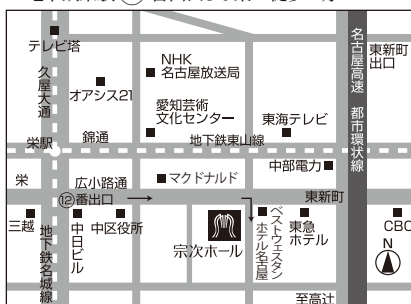 テレビ塔
久屋大通
オアシス21
NHK
名古屋放送局
愛知芸術
文化センター
東海テレビ
名古屋高速 都市環状線
東新町
出口
錦通
地下鉄東山線
栄駅
中部電力
栄
広小路通
マクドナルド
東新町
⑫番出口
三越
地下鉄名城線
中日ビル
中区役所
宗次ホール
ベストウェスタン
ホテル名古屋
東急
ホテル
CBC
N
至高辻